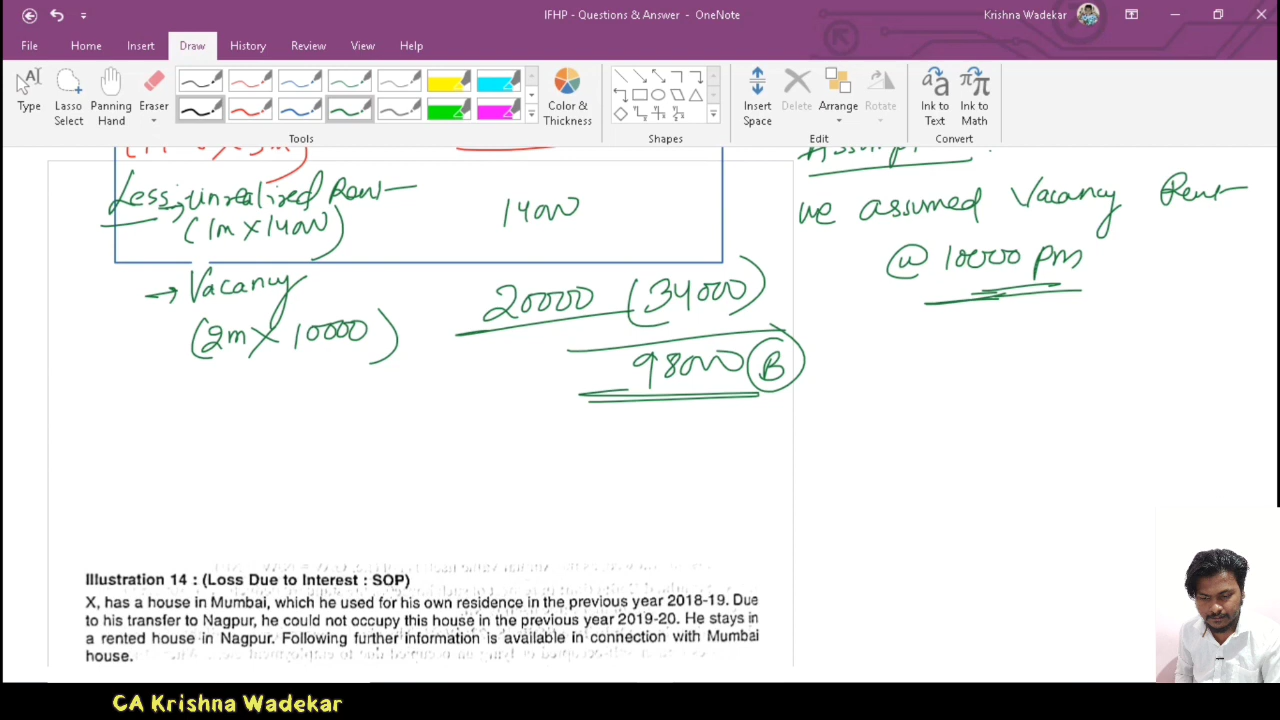 IFHP - Questions & Answer - OneNote
Krishna Wadekar
File Home Insert Draw History Review View Help
Type
Lasso Select
Panning Hand
Eraser
Tools
Color & Thickness
Shapes
Insert Space
Delete
Arrange
Rotate
Edit
Ink to Text
Ink to Math
Convert
Less: → unrealized Rent 14000
(1m X 14000)
→ Vacancy 20000 (34000)
(2m X 10000)
98000 B
we assumed Vacancy Rent
@ 10000 pm
Illustration 14 : (Loss Due to Interest : SOP)
X, has a house in Mumbai, which he used for his own residence in the previous year 2018-19. Due
to his transfer to Nagpur, he could not occupy this house in the previous year 2019-20. He stays in
a rented house in Nagpur. Following further information is available in connection with Mumbai
house.
CA Krishna Wadekar